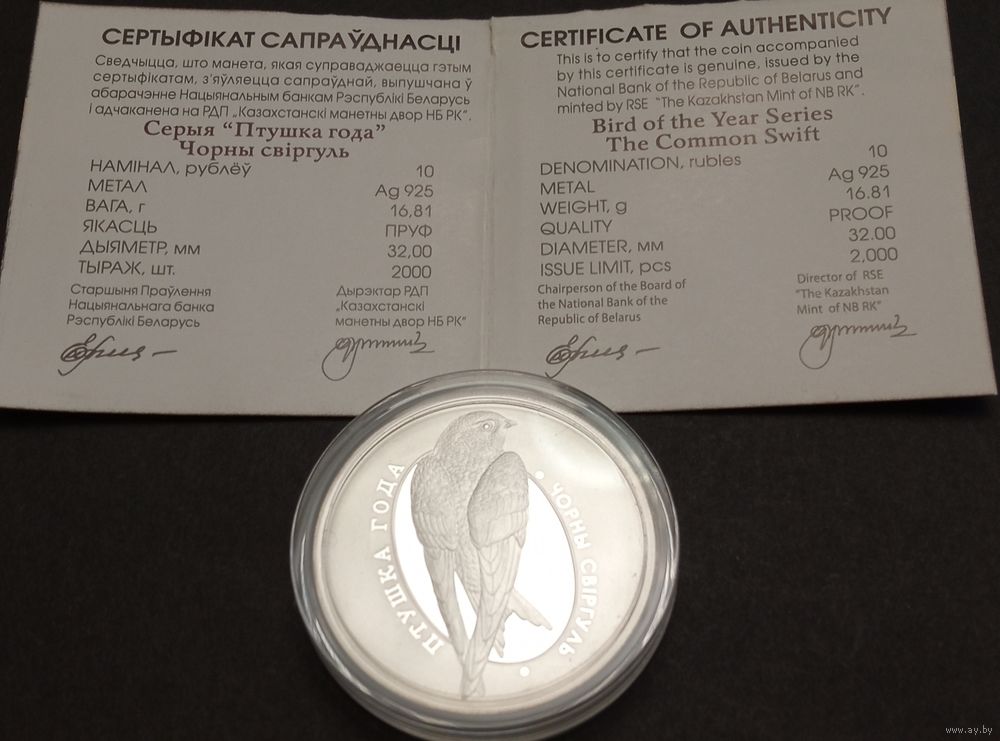 СЕРТЫФІКАТ САПРАЎДНАСЦІ
Сведчыцца, што манета, якая суправаджаецца гэтым
сертыфікатам, з'яўляецца сапраўднай, выпушчана ў
абарачэнне Нацыянальным банкам Рэспублікі Беларусь
і адчаканена на РДП „Казахстанскі манетны двор НБ РК".
Серыя "Птушка года"
Чорны свіргуль
НАМІНАЛ, рублёў 10
МЕТАЛ Ag 925
ВАГА, г 16,81
ЯКАСЦЬ ПРУФ
ДЫЯМЕТР, мм 32,00
ТЫРАЖ, шт. 2000
Старшыня Праўлення
Нацыянальнага банка
Рэспублікі Беларусь
Дырэктар РДП
„Казахстанскі
манетны двор НБ РК"
CERTIFICATE OF AUTHENTICITY
This is to certify that the coin accompanied
by this certificate is genuine, issued by the
National Bank of the Republic of Belarus and
minted by RSE "The Kazakhstan Mint of NB RK".
Bird of the Year Series
The Common Swift
DENOMINATION, rubles 10
METAL Ag 925
WEIGHT, g 16.81
QUALITY PROOF
DIAMETER, мм 32.00
ISSUE LIMIT, pcs 2,000
Chairperson of the Board of
the National Bank of the
Republic of Belarus
Director of RSE
"The Kazakhstan
Mint of NB RK"
ПТУШКА ГОДА
ЧОРНЫ СВІРГУЛЬ
www.ay.by